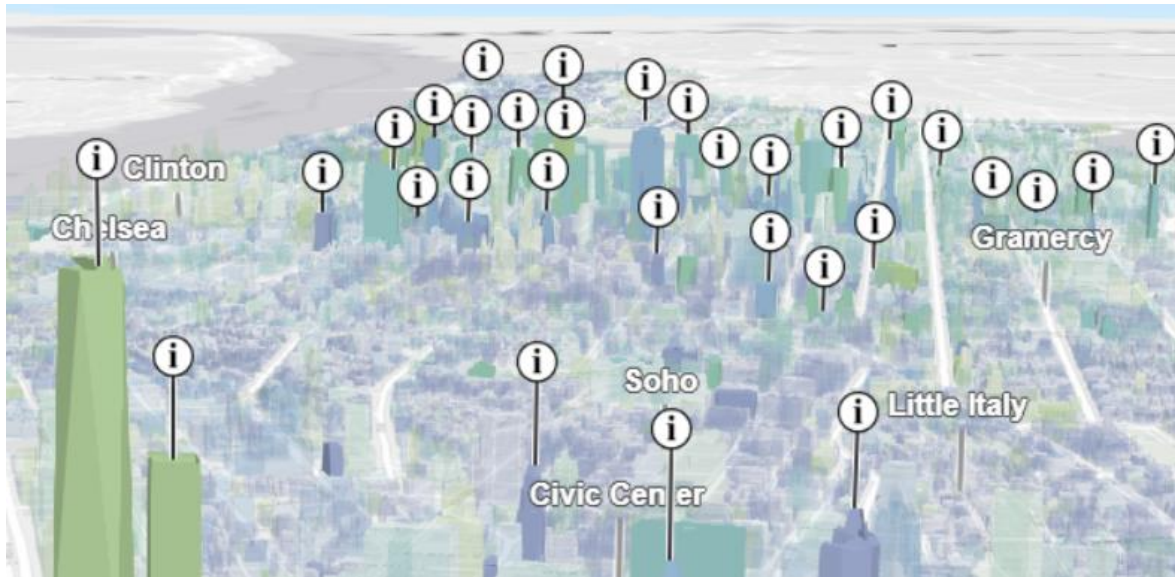 Clinton
Chelsea
Gramercy
Soho
Little Italy
Civic Center